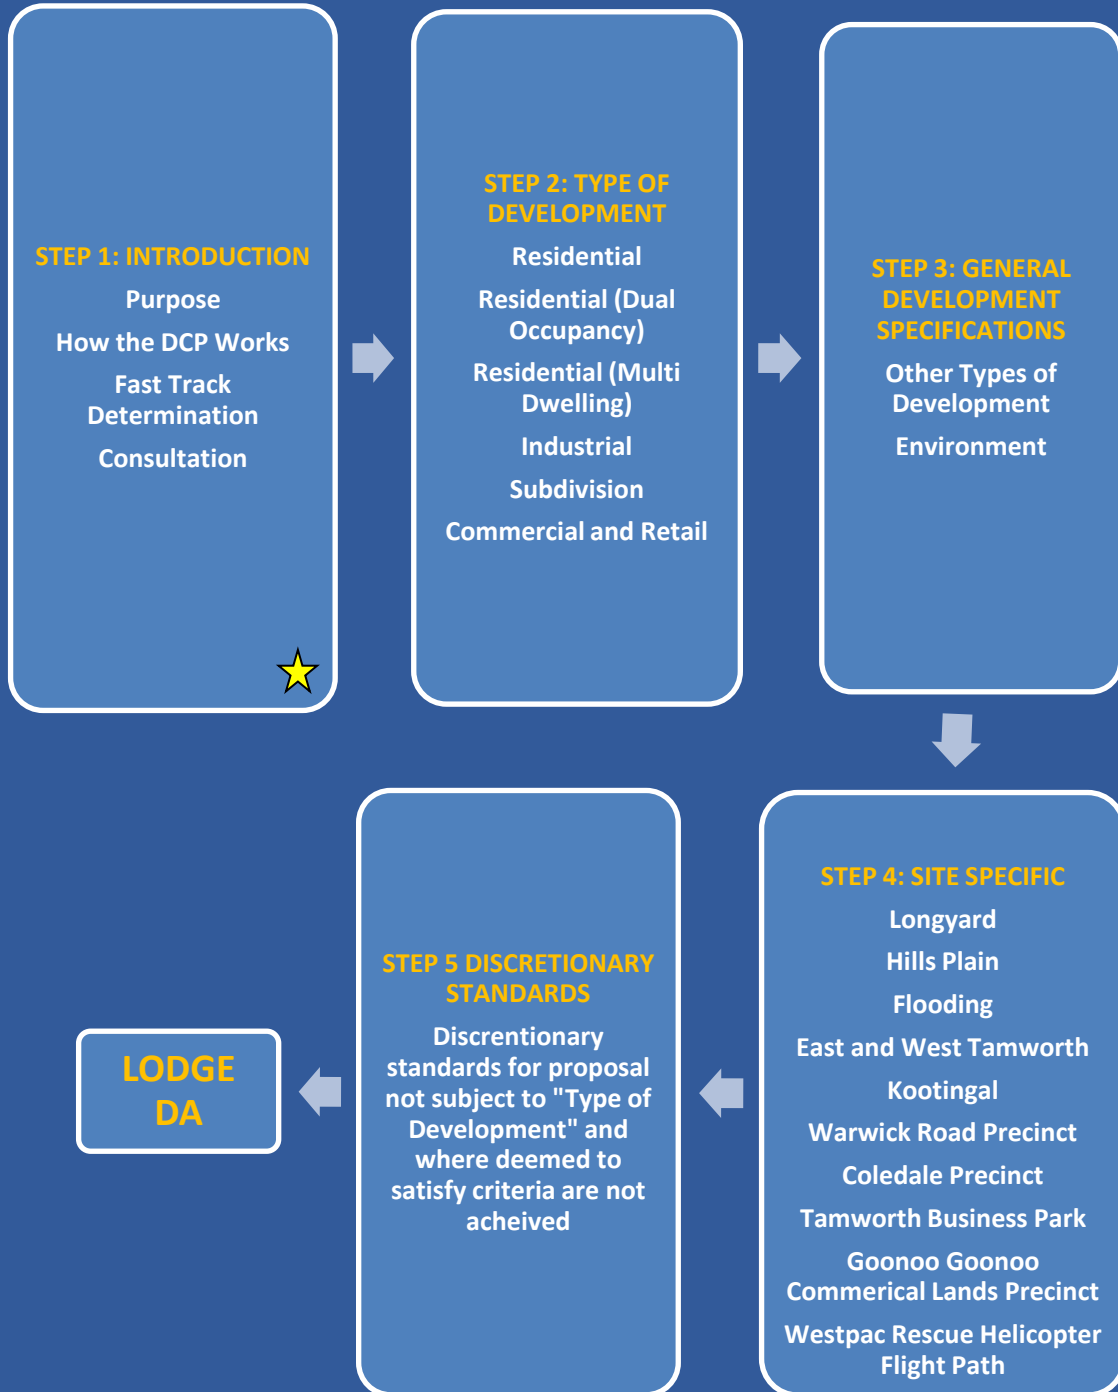 STEP 1: INTRODUCTION
Purpose
How the DCP Works
Fast Track
Determination
Consultation
STEP 2: TYPE OF
DEVELOPMENT
Residential
Residential (Dual
Occupancy)
Residential (Multi
Dwelling)
Industrial
Subdivision
Commercial and Retail
STEP 3: GENERAL
DEVELOPMENT
SPECIFICATIONS
Other Types of
Development
Environment
STEP 4: SITE SPECIFIC
Longyard
Hills Plain
Flooding
East and West Tamworth
Kootingal
Warwick Road Precinct
Coledale Precinct
Tamworth Business Park
Goonoo Goonoo
Commerical Lands Precinct
Westpac Rescue Helicopter
Flight Path
STEP 5 DISCRETIONARY
STANDARDS
Discrentionary
standards for proposal
not subject to "Type of
Development" and
where deemed to
satisfy criteria are not
acheived
LODGE
DA